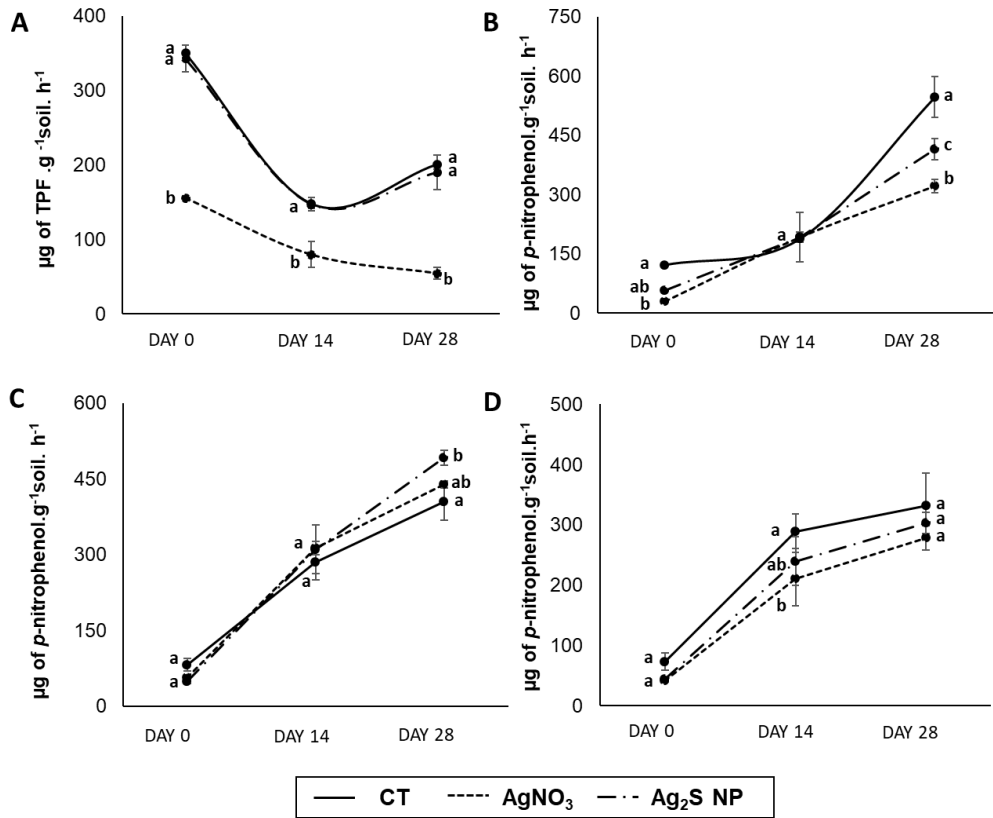 A
400
300
200
100
0
µg of TPF .g ⁻¹soil. h⁻¹
a
a
b
a
b
a
a
b
DAY 0 DAY 14 DAY 28
B
750
600
450
300
150
0
µg of p-nitrophenol.g⁻¹soil. h⁻¹
a
ab
b
a
a
c
b
DAY 0 DAY 14 DAY 28
C
600
450
300
150
0
µg of p-nitrophenol.g⁻¹soil. h⁻¹
a
a
a
a
b
ab
a
DAY 0 DAY 14 DAY 28
D
500
400
300
200
100
0
µg of p-nitrophenol.g⁻¹soil.h⁻¹
a
a
a
ab
b
a
a
a
DAY 0 DAY 14 DAY 28
CT AgNO₃ Ag₂S NP